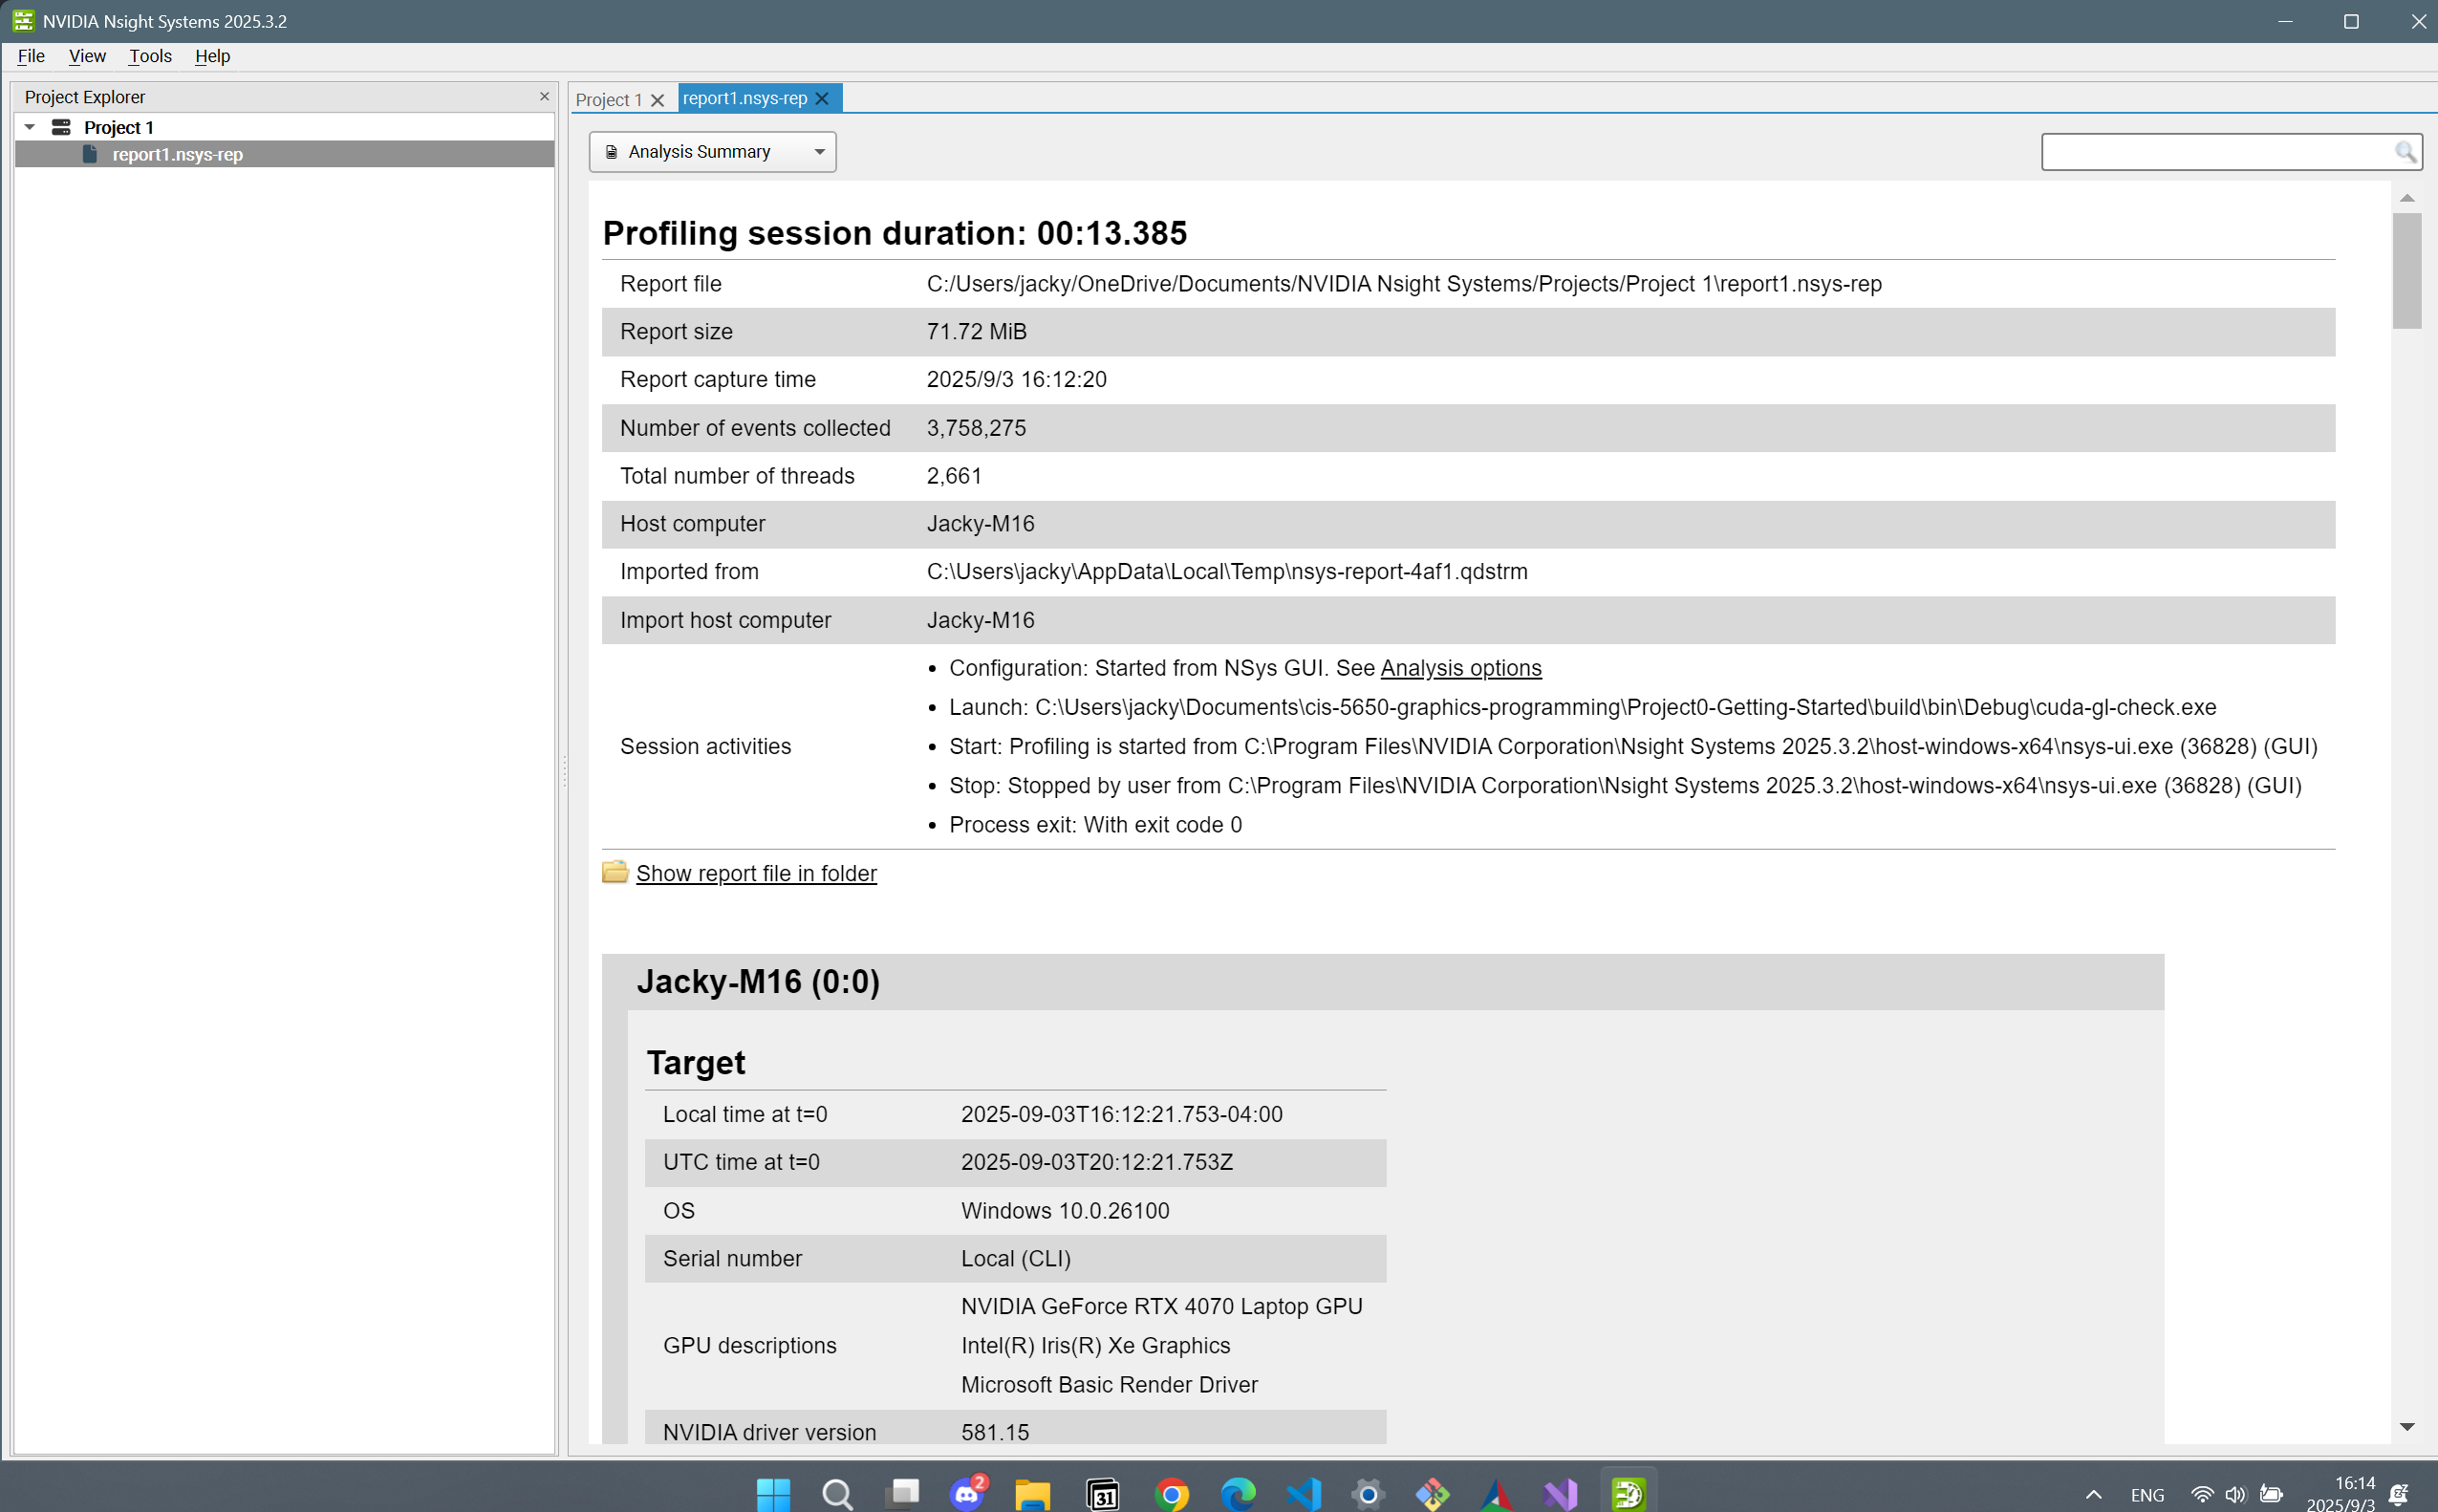 NVIDIA Nsight Systems 2025.3.2
File View Tools Help
Project Explorer
Project 1
report1.nsys-rep
Project 1
report1.nsys-rep
Analysis Summary
Profiling session duration: 00:13.385
Report file C:/Users/jacky/OneDrive/Documents/NVIDIA Nsight Systems/Projects/Project 1\report1.nsys-rep
Report size 71.72 MiB
Report capture time 2025/9/3 16:12:20
Number of events collected 3,758,275
Total number of threads 2,661
Host computer Jacky-M16
Imported from C:\Users\jacky\AppData\Local\Temp\nsys-report-4af1.qdstrm
Import host computer Jacky-M16
Session activities
• Configuration: Started from NSys GUI. See Analysis options
• Launch: C:\Users\jacky\Documents\cis-5650-graphics-programming\Project0-Getting-Started\build\bin\Debug\cuda-gl-check.exe
• Start: Profiling is started from C:\Program Files\NVIDIA Corporation\Nsight Systems 2025.3.2\host-windows-x64\nsys-ui.exe (36828) (GUI)
• Stop: Stopped by user from C:\Program Files\NVIDIA Corporation\Nsight Systems 2025.3.2\host-windows-x64\nsys-ui.exe (36828) (GUI)
• Process exit: With exit code 0
Show report file in folder
Jacky-M16 (0:0)
Target
Local time at t=0 2025-09-03T16:12:21.753-04:00
UTC time at t=0 2025-09-03T20:12:21.753Z
OS Windows 10.0.26100
Serial number Local (CLI)
GPU descriptions
NVIDIA GeForce RTX 4070 Laptop GPU
Intel(R) Iris(R) Xe Graphics
Microsoft Basic Render Driver
NVIDIA driver version 581.15
2
31
ENG
16:14
2025/9/3